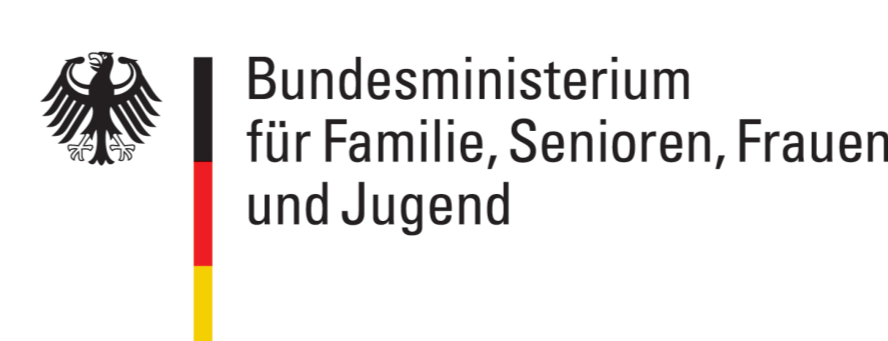 Bundesministerium
für Familie, Senioren, Frauen
und Jugend